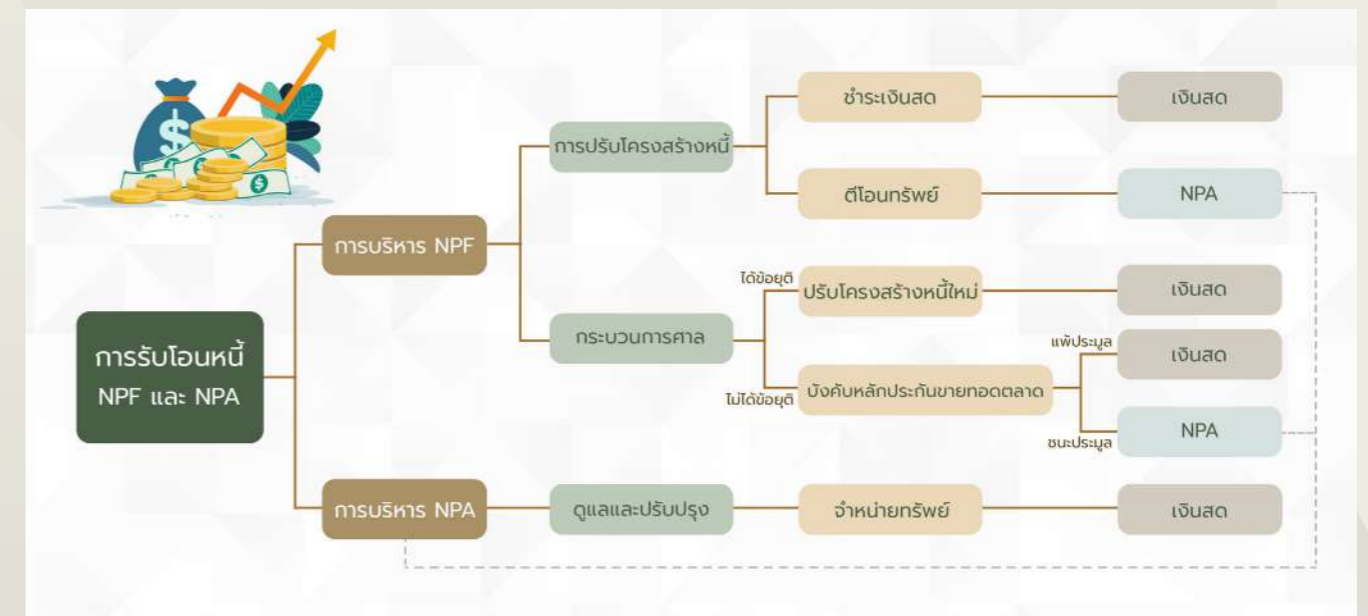 ชำระเงินสด
เงินสด
การปรับโครงสร้างหนี้
ตีโอนทรัพย์
NPA
การบริหาร NPF
ได้ข้อยุติ
ปรับโครงสร้างหนี้ใหม่
เงินสด
กระบวนการศาล
การรับโอนหนี้
NPF และ NPA
แพ้ประมูล
เงินสด
ไม่ได้ข้อยุติ
บังคับหลักประกันขายทอดตลาด
ชนะประมูล
NPA
การบริหาร NPA
ดูแลและปรับปรุง
จำหน่ายทรัพย์
เงินสด